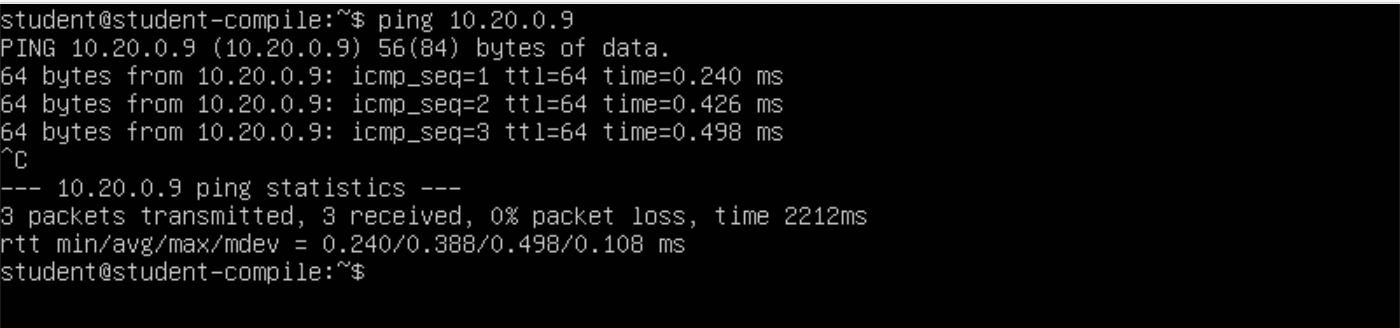 student@student-compile:~$ ping 10.20.0.9
PING 10.20.0.9 (10.20.0.9) 56(84) bytes of data.
64 bytes from 10.20.0.9: icmp_seq=1 ttl=64 time=0.240 ms
64 bytes from 10.20.0.9: icmp_seq=2 ttl=64 time=0.426 ms
64 bytes from 10.20.0.9: icmp_seq=3 ttl=64 time=0.498 ms
^C
--- 10.20.0.9 ping statistics ---
3 packets transmitted, 3 received, 0% packet loss, time 2212ms
rtt min/avg/max/mdev = 0.240/0.388/0.498/0.108 ms
student@student-compile:~$